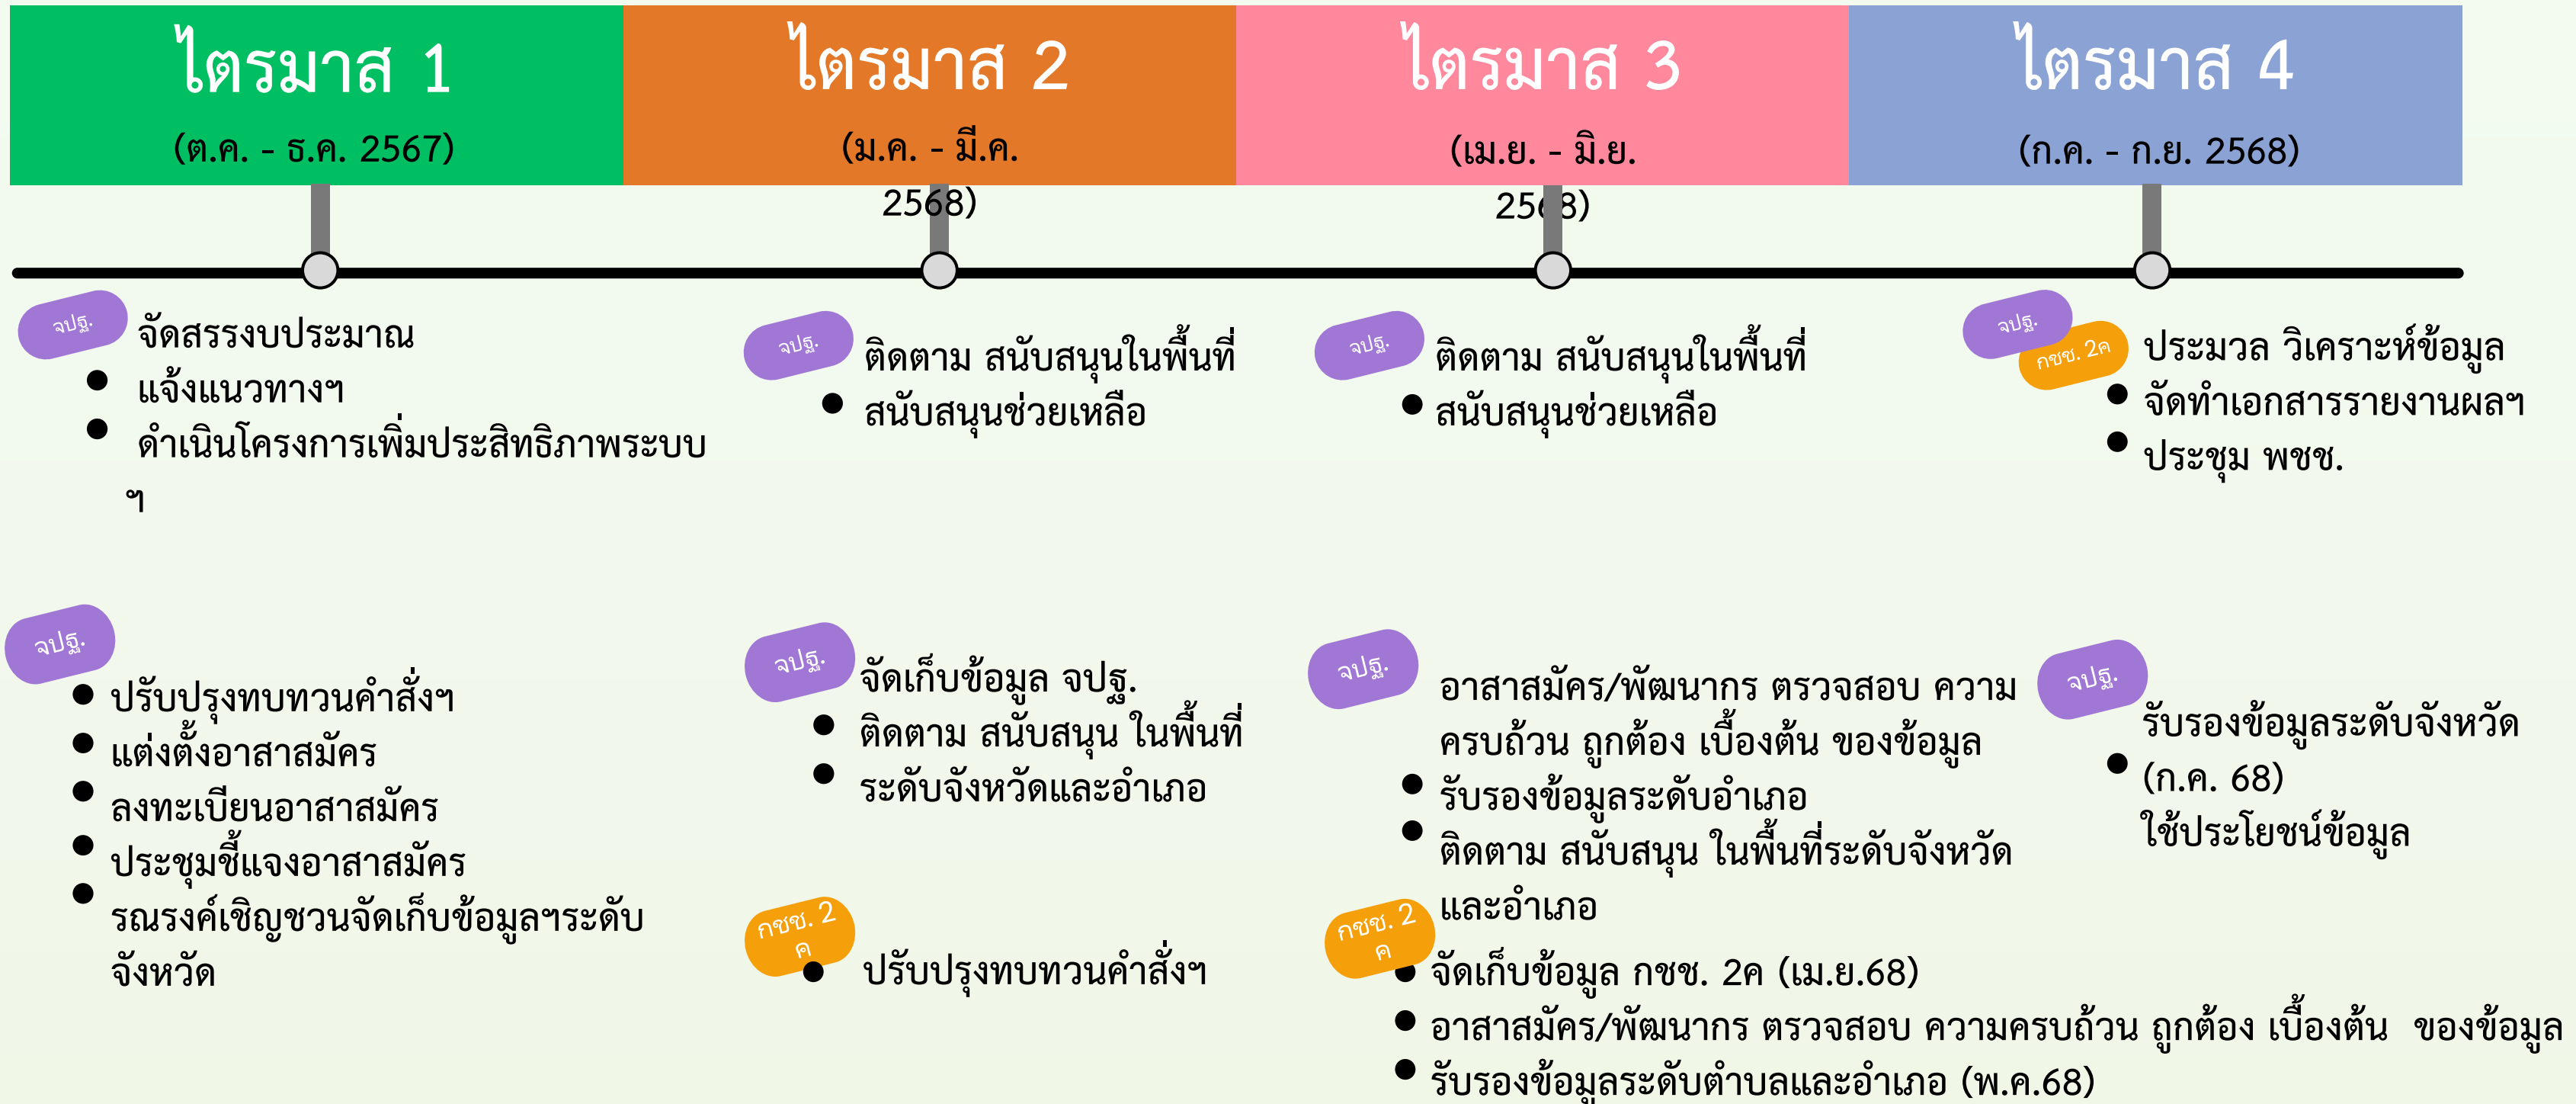 ไตรมาส 1
(ต.ค. - ธ.ค. 2567)
ไตรมาส 2
(ม.ค. - มี.ค.
2568)
ไตรมาส 3
(เม.ย. - มิ.ย.
2568)
ไตรมาส 4
(ก.ค. - ก.ย. 2568)
จปฐ.
จัดสรรงบประมาณ
แจ้งแนวทางฯ
ดำเนินโครงการเพิ่มประสิทธิภาพระบบ
ฯ
จปฐ.
ติดตาม สนับสนุนในพื้นที่
สนับสนุนช่วยเหลือ
จปฐ.
ติดตาม สนับสนุนในพื้นที่
สนับสนุนช่วยเหลือ
จปฐ.
กชช. 2ค
ประมวล วิเคราะห์ข้อมูล
จัดทำเอกสารรายงานผลฯ
ประชุม พชช.
จปฐ.
ปรับปรุงทบทวนคำสั่งฯ
แต่งตั้งอาสาสมัคร
ลงทะเบียนอาสาสมัคร
ประชุมชี้แจงอาสาสมัคร
รณรงค์เชิญชวนจัดเก็บข้อมูลฯระดับ
จังหวัด
จปฐ.
จัดเก็บข้อมูล จปฐ.
ติดตาม สนับสนุน ในพื้นที่
ระดับจังหวัดและอำเภอ
กชช. 2
ค
ปรับปรุงทบทวนคำสั่งฯ
จปฐ.
อาสาสมัคร/พัฒนากร ตรวจสอบ ความ
ครบถ้วน ถูกต้อง เบื้องต้น ของข้อมูล
รับรองข้อมูลระดับอำเภอ
ติดตาม สนับสนุน ในพื้นที่ระดับจังหวัด
และอำเภอ
กชช. 2
ค
จัดเก็บข้อมูล กชช. 2ค (เม.ย.68)
อาสาสมัคร/พัฒนากร ตรวจสอบ ความครบถ้วน ถูกต้อง เบื้องต้น ของข้อมูล
รับรองข้อมูลระดับตำบลและอำเภอ (พ.ค.68)
จปฐ.
รับรองข้อมูลระดับจังหวัด
(ก.ค. 68)
ใช้ประโยชน์ข้อมูล